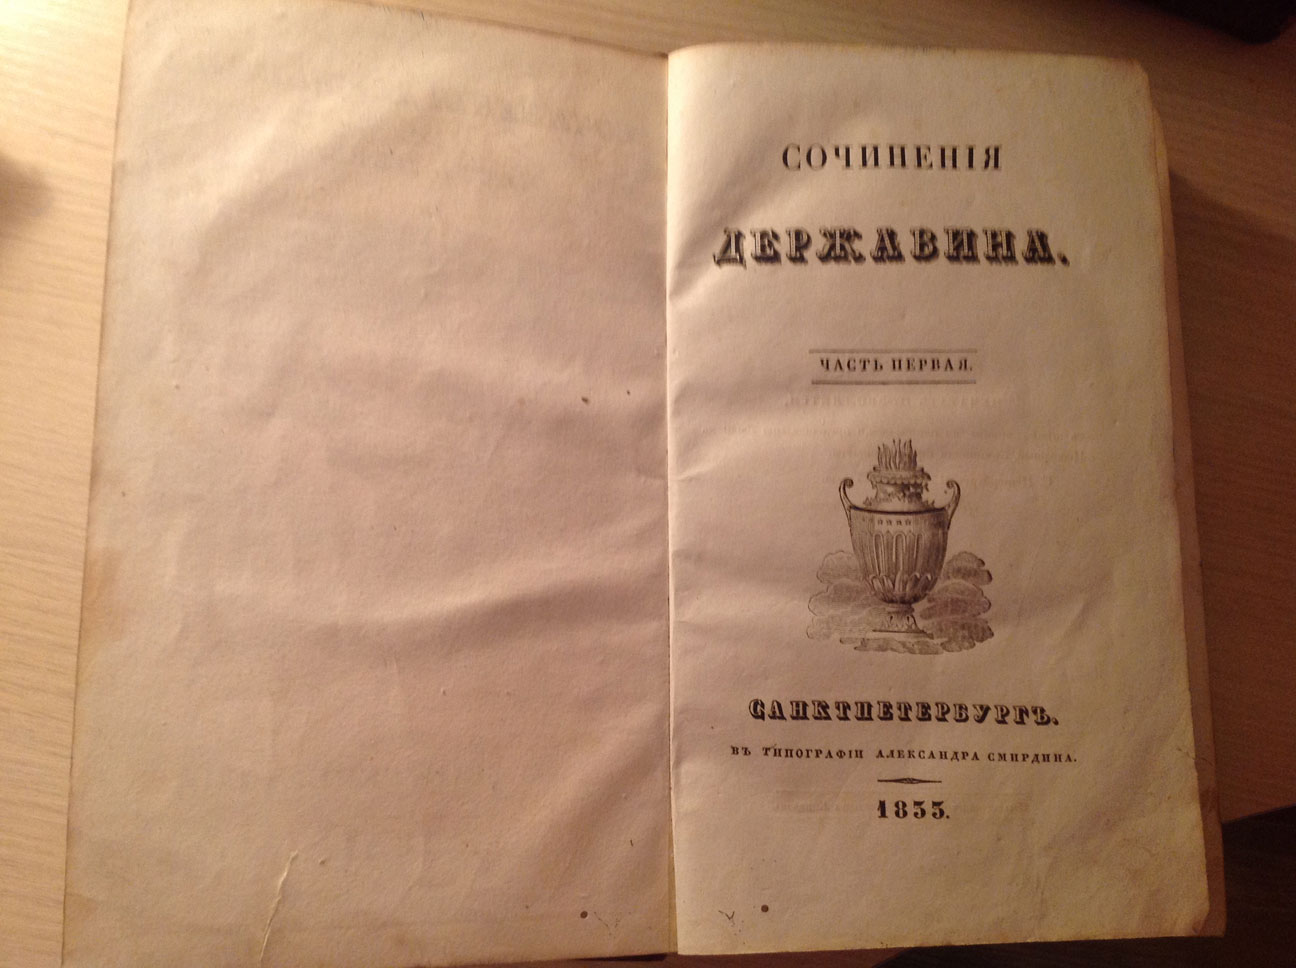 СОЧИНЕНІЯ
ДЕРЖАВИНА.
ЧАСТЬ ПЕРВАЯ.
САНКТПЕТЕРБУРГЪ.
ВЪ ТИПОГРАФІИ АЛЕКСАНДРА СМИРДИНА.
1833.